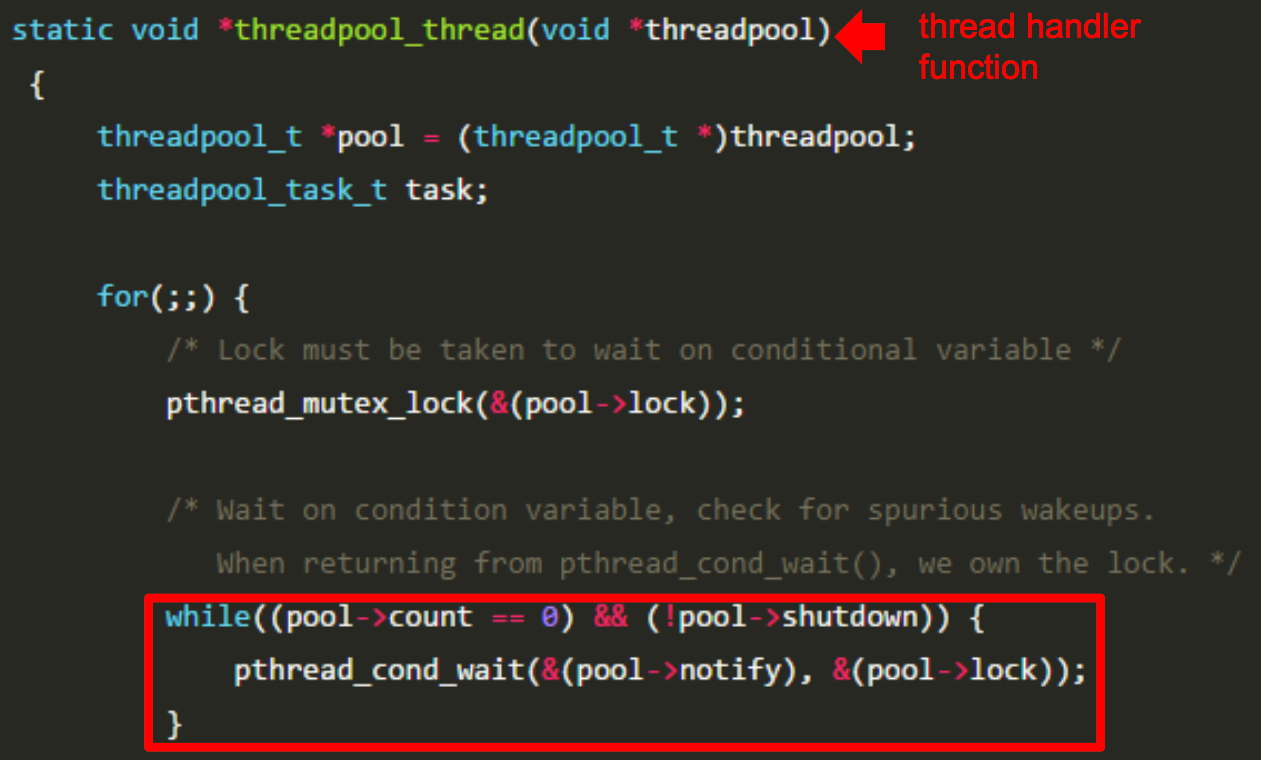 static void *threadpool_thread(void *threadpool)
thread handler
function
{
threadpool_t *pool = (threadpool_t *)threadpool;
threadpool_task_t task;
for(;;) {
/* Lock must be taken to wait on conditional variable */
pthread_mutex_lock(&(pool->lock));
/* Wait on condition variable, check for spurious wakeups.
When returning from pthread_cond_wait(), we own the lock. */
while((pool->count == 0) && (!pool->shutdown)) {
pthread_cond_wait(&(pool->notify), &(pool->lock));
}